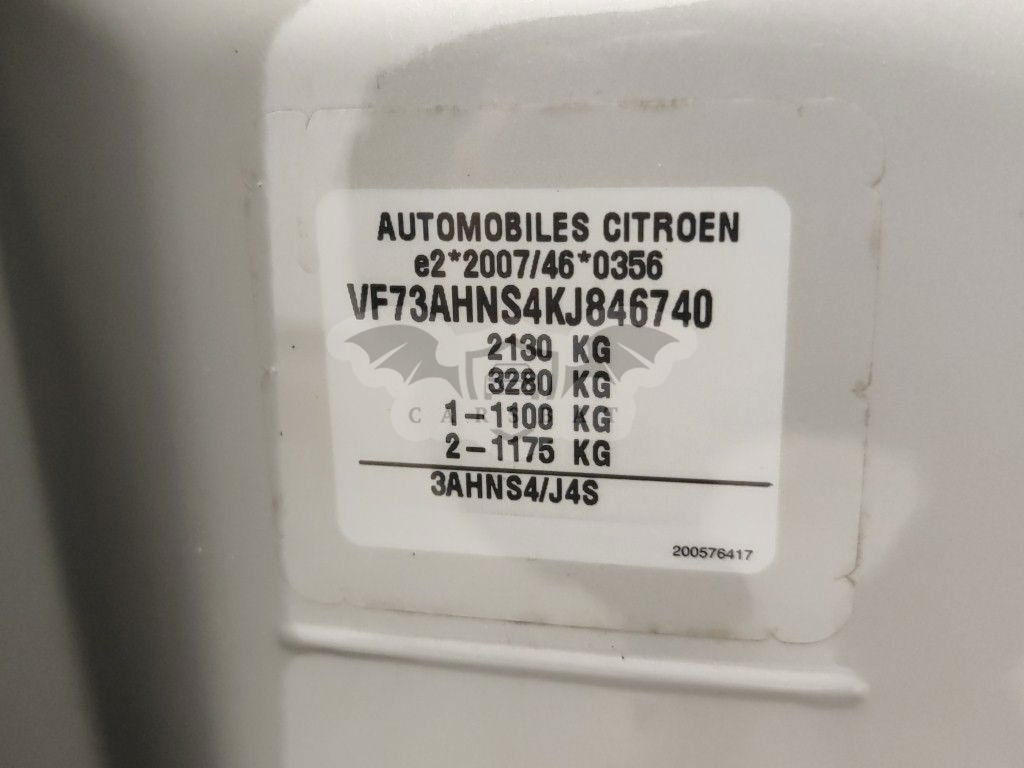 AUTOMOBILES CITROEN
e2*2007/46*0356
VF73AHNS4KJ846740
2130 KG
3280 KG
1-1100 KG
2-1175 KG
3AHNS4/J4S
200576417